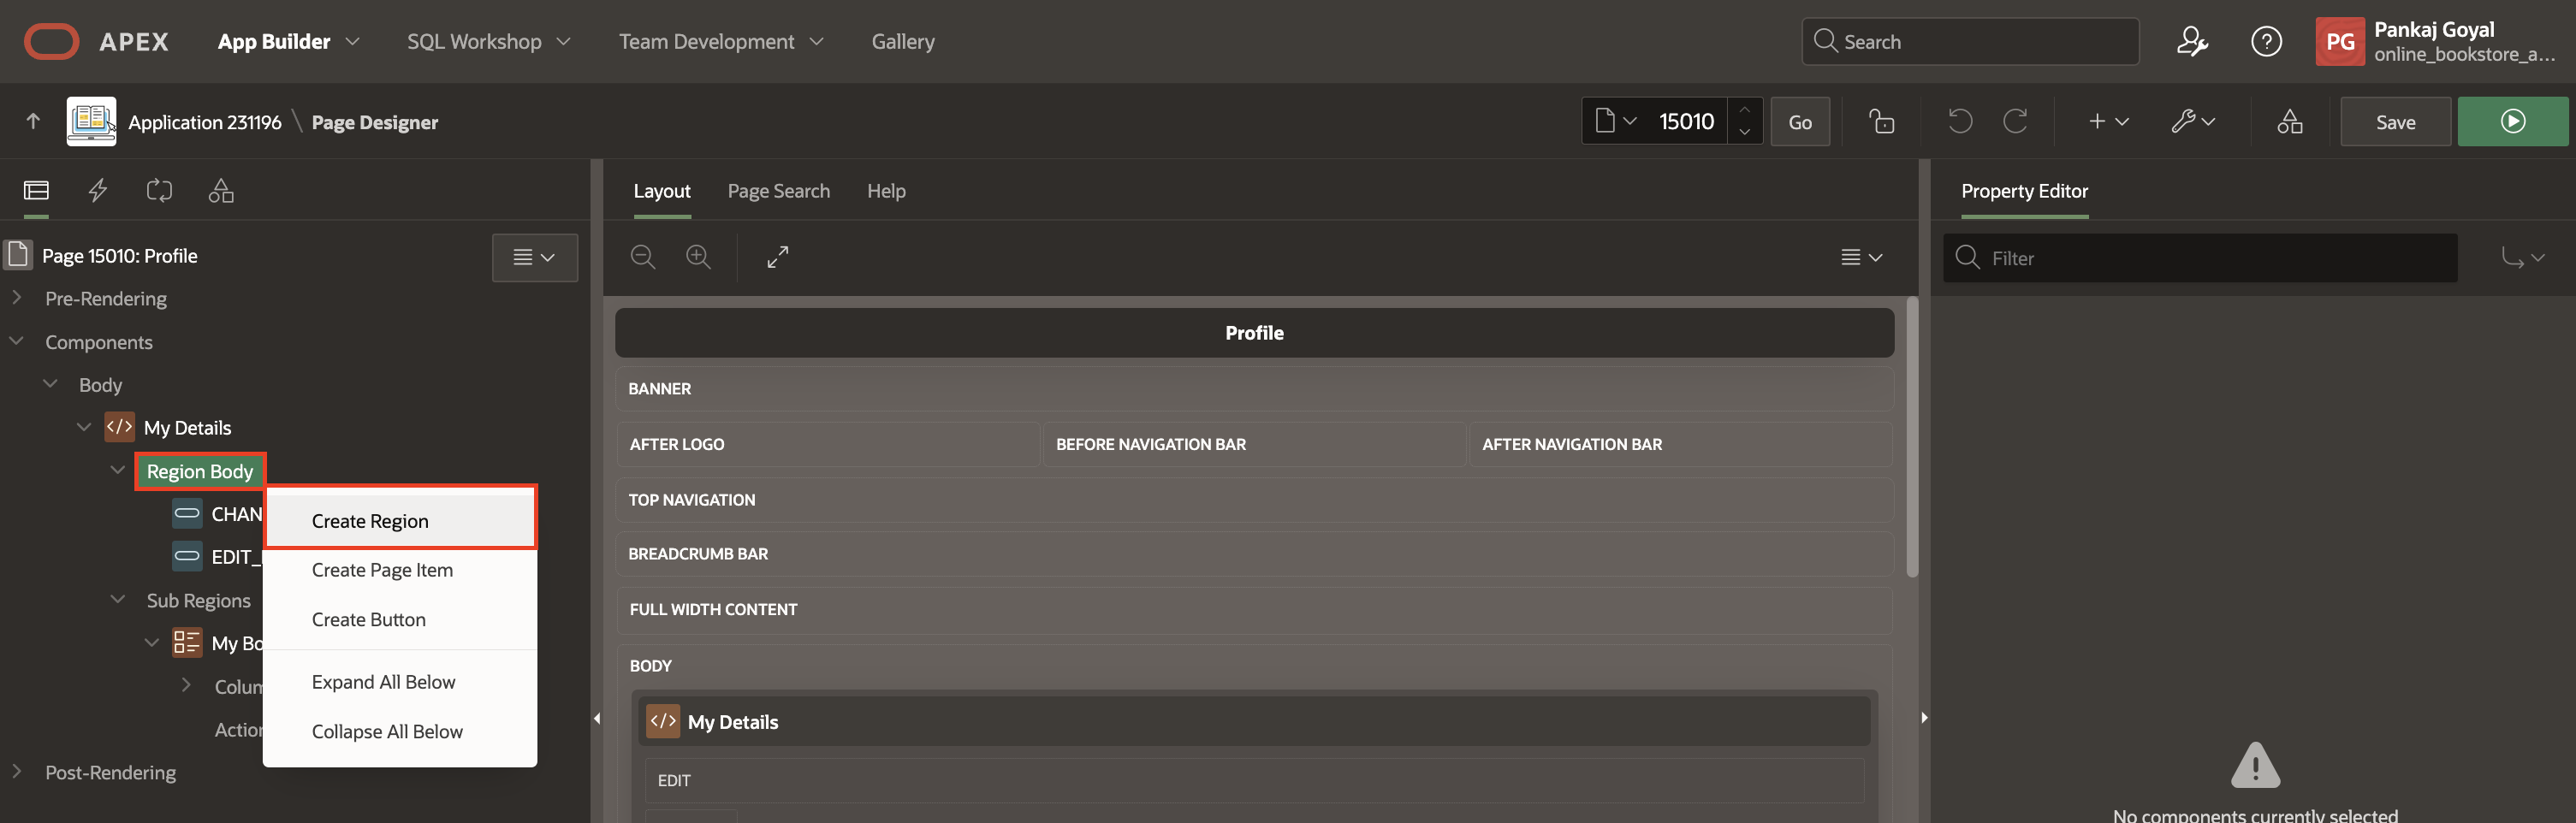 APEX
App Builder
SQL Workshop
Team Development
Gallery
Search
PG
Pankaj Goyal
online_bookstore_a...
Application 231196 \ Page Designer
15010
Go
Save
Layout
Page Search
Help
Property Editor
Page 15010: Profile
Filter
Pre-Rendering
Components
Body
My Details
Region Body
CHAN
EDIT_
Sub Regions
My Bo
Colum
Action
Post-Rendering
Create Region
Create Page Item
Create Button
Expand All Below
Collapse All Below
Profile
BANNER
AFTER LOGO
BEFORE NAVIGATION BAR
AFTER NAVIGATION BAR
TOP NAVIGATION
BREADCRUMB BAR
FULL WIDTH CONTENT
BODY
My Details
EDIT
No components currently selected